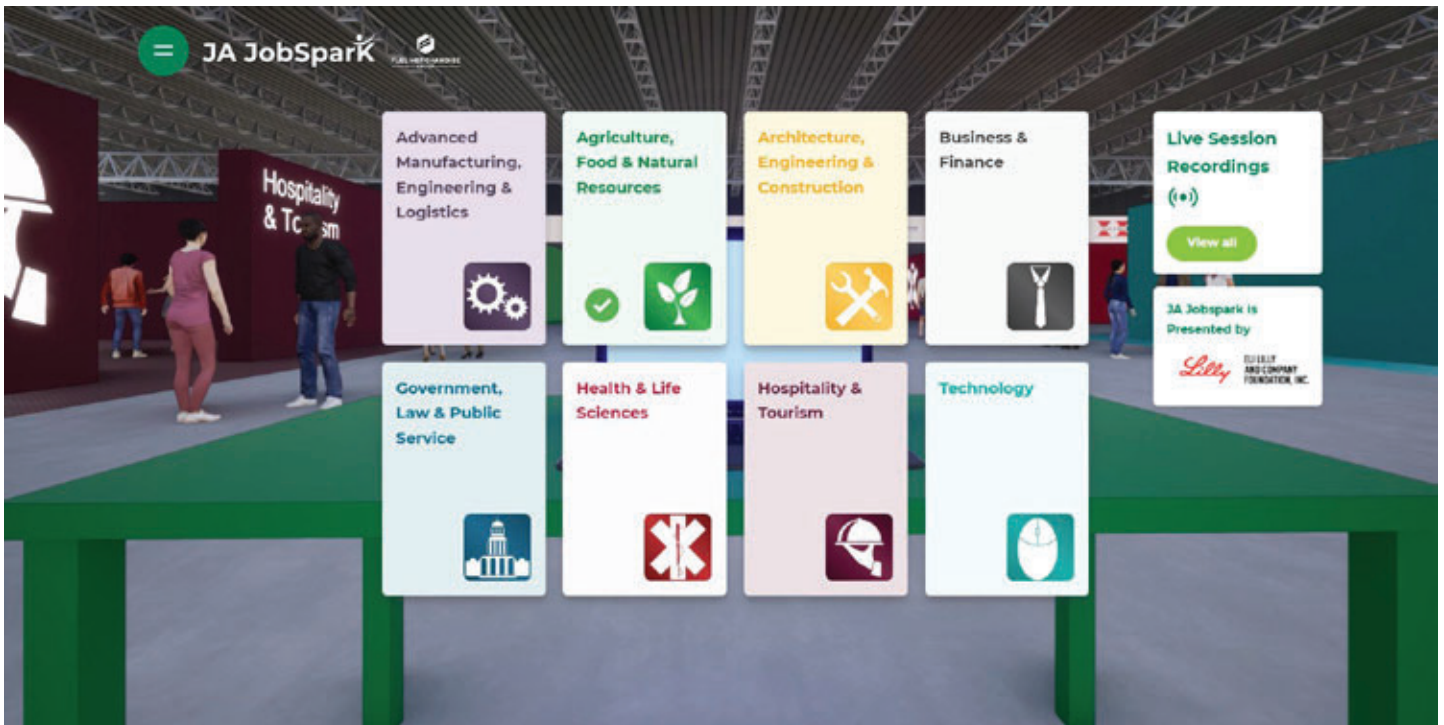 JA JobSpark
Advanced
Manufacturing,
Engineering &
Logistics
Agriculture,
Food & Natural
Resources
Architecture,
Engineering &
Construction
Business &
Finance
Live Session
Recordings
View all
Hospitality
& To sm
JA Jobspark is
Presented by
Lilly
ELI LILLY
AND COMPANY
FOUNDATION, INC.
Government,
Law & Public
Service
Health & Life
Sciences
Hospitality &
Tourism
Technology